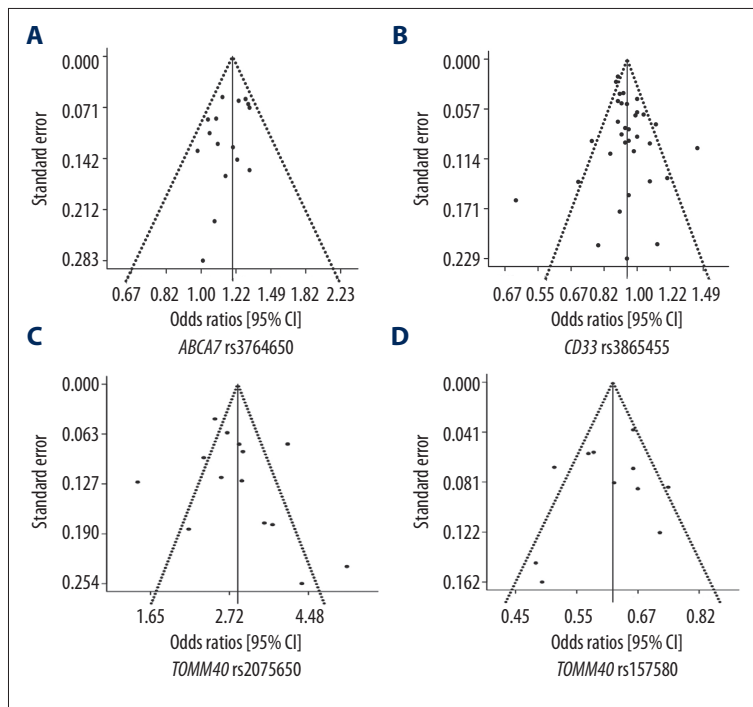 A
0.000
0.071
0.142
0.212
0.283
Standard error
0.67 0.82 1.00 1.22 1.49 1.82 2.23
Odds ratios [95% CI]
ABCA7 rs3764650
B
0.000
0.057
0.114
0.171
0.229
Standard error
0.67 0.55 0.67 0.82 1.00 1.22 1.49
Odds ratios [95% CI]
CD33 rs3865455
C
0.000
0.063
0.127
0.190
0.254
Standard error
1.65 2.72 4.48
Odds ratios [95% CI]
TOMM40 rs2075650
D
0.000
0.041
0.081
0.122
0.162
Standard error
0.45 0.55 0.67 0.82
Odds ratios [95% CI]
TOMM40 rs157580